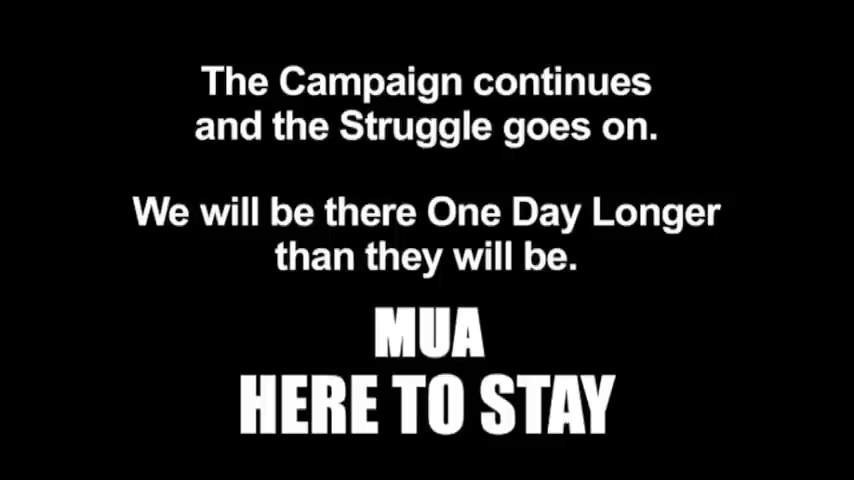 The Campaign continues
and the Struggle goes on.
We will be there One Day Longer
than they will be.
MUA
HERE TO STAY